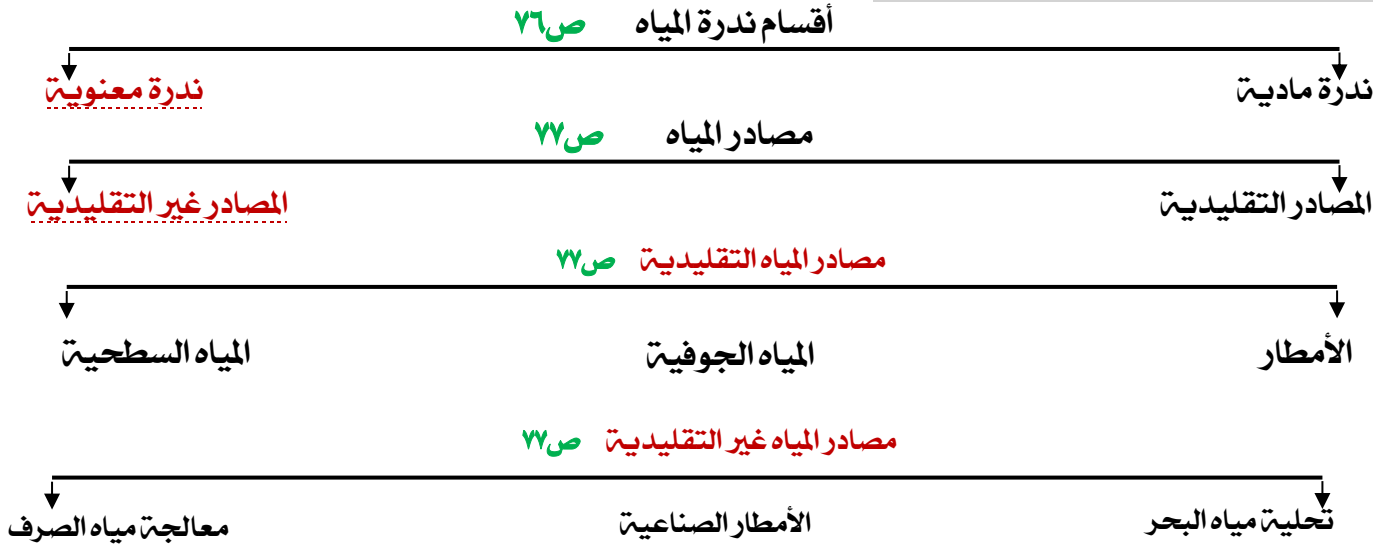 أقسام ندرة المياه ص٧٦
ندرة مادية ندرة معنوية
مصادر المياه ص٧٧
المصادر التقليدية المصادر غير التقليدية
مصادر المياه التقليدية ص٧٧
الأمطار المياه الجوفية المياه السطحية
مصادر المياه غير التقليدية ص٧٧
تحلية مياه البحر الأمطار الصناعية معالجة مياه الصرف